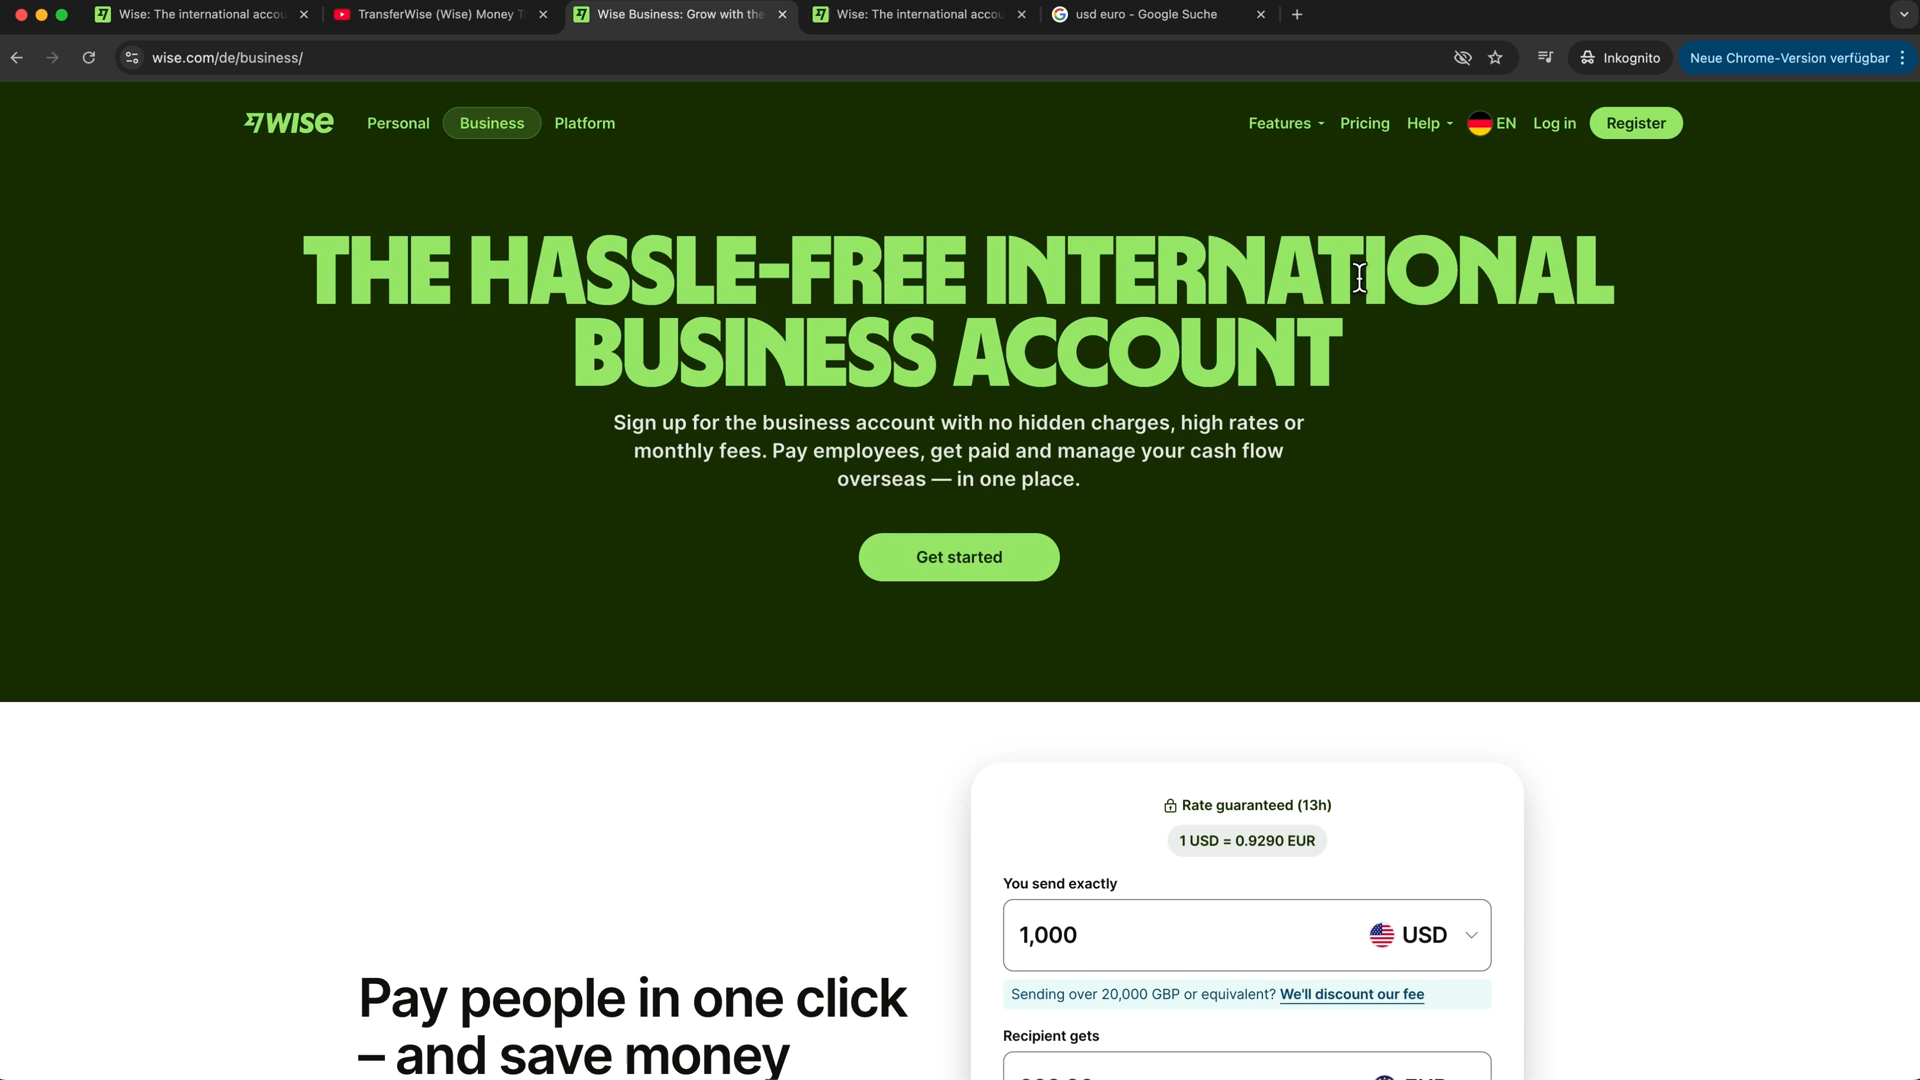 Wise: The international accou
TransferWise (Wise) Money T
Wise Business: Grow with the
Wise: The international accou
usd euro - Google Suche
wise.com/de/business/
Inkognito
Neue Chrome-Version verfügbar
WISE
Personal
Business
Platform
Features
Pricing
Help
EN
Log in
Register
THE HASSLE-FREE INTERNATIONAL
BUSINESS ACCOUNT
Sign up for the business account with no hidden charges, high rates or
monthly fees. Pay employees, get paid and manage your cash flow
overseas — in one place.
Get started
Rate guaranteed (13h)
1 USD = 0.9290 EUR
You send exactly
1,000
USD
Sending over 20,000 GBP or equivalent? We'll discount our fee
Pay people in one click
– and save money
Recipient gets